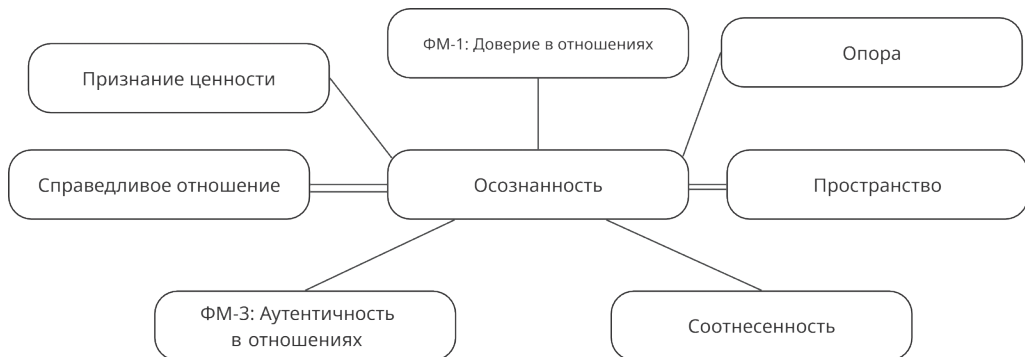 ФМ-1: Доверие в отношениях
Опора
Признание ценности
Справедливое отношение
Осознанность
Пространство
ФМ-3: Аутентичность
в отношениях
Соотнесенность